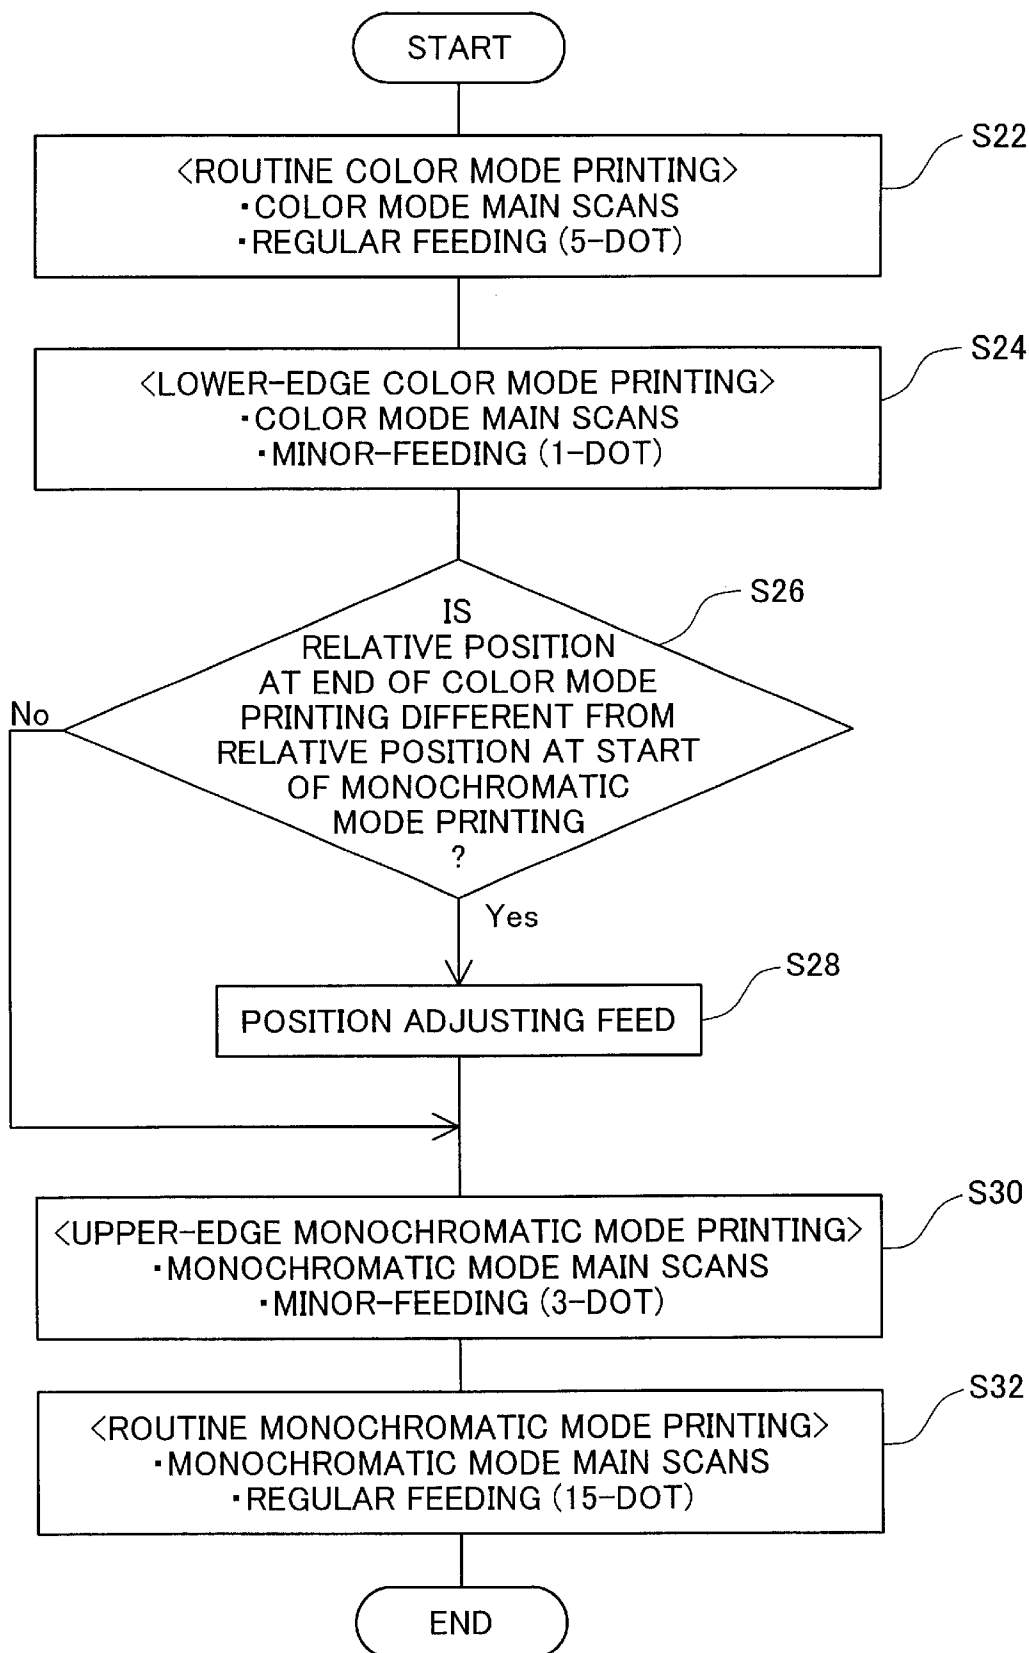 START
S22
<ROUTINE COLOR MODE PRINTING>
・COLOR MODE MAIN SCANS
・REGULAR FEEDING (5-DOT)
S24
<LOWER-EDGE COLOR MODE PRINTING>
・COLOR MODE MAIN SCANS
・MINOR-FEEDING (1-DOT)
S26
IS
RELATIVE POSITION
AT END OF COLOR MODE
PRINTING DIFFERENT FROM
RELATIVE POSITION AT START
OF MONOCHROMATIC
MODE PRINTING
?
No
Yes
S28
POSITION ADJUSTING FEED
S30
<UPPER-EDGE MONOCHROMATIC MODE PRINTING>
・MONOCHROMATIC MODE MAIN SCANS
・MINOR-FEEDING (3-DOT)
S32
<ROUTINE MONOCHROMATIC MODE PRINTING>
・MONOCHROMATIC MODE MAIN SCANS
・REGULAR FEEDING (15-DOT)
END